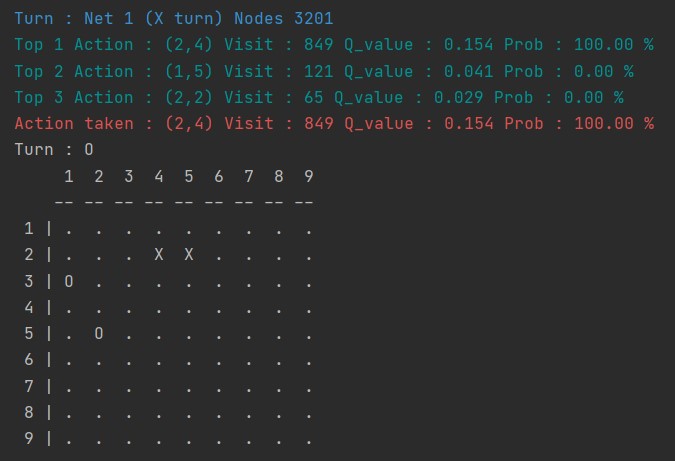 Turn : Net 1 (X turn) Nodes 3201
Top 1 Action : (2,4) Visit : 849 Q_value : 0.154 Prob : 100.00 %
Top 2 Action : (1,5) Visit : 121 Q_value : 0.041 Prob : 0.00 %
Top 3 Action : (2,2) Visit : 65 Q_value : 0.029 Prob : 0.00 %
Action taken : (2,4) Visit : 849 Q_value : 0.154 Prob : 100.00 %
Turn : O
     1  2  3  4  5  6  7  8  9
    -- -- -- -- -- -- -- -- --
 1 | .  .  .  .  .  .  .  .  .
 2 | .  .  .  X  X  .  .  .  .
 3 | O  .  .  .  .  .  .  .  .
 4 | .  .  .  .  .  .  .  .  .
 5 | .  O  .  .  .  .  .  .  .
 6 | .  .  .  .  .  .  .  .  .
 7 | .  .  .  .  .  .  .  .  .
 8 | .  .  .  .  .  .  .  .  .
 9 | .  .  .  .  .  .  .  .  .